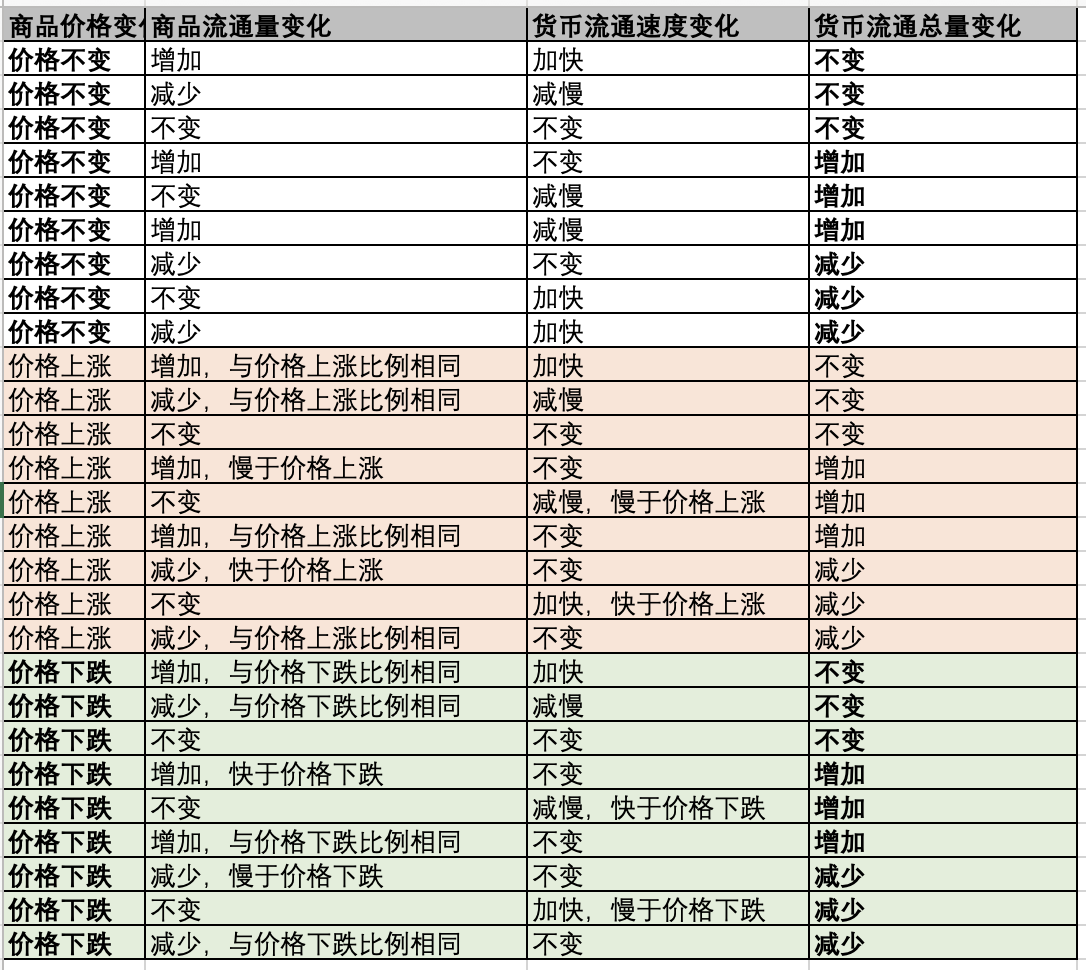 商品价格变 商品流通量变化 货币流通速度变化 货币流通总量变化
价格不变 增加 加快 不变
价格不变 减少 减慢 不变
价格不变 不变 不变 不变
价格不变 增加 不变 增加
价格不变 不变 减慢 增加
价格不变 增加 减慢 增加
价格不变 减少 不变 减少
价格不变 不变 加快 减少
价格不变 减少 加快 减少
价格上涨 增加，与价格上涨比例相同 加快 不变
价格上涨 减少，与价格上涨比例相同 减慢 不变
价格上涨 不变 不变 不变
价格上涨 增加，慢于价格上涨 不变 增加
价格上涨 不变 减慢，慢于价格上涨 增加
价格上涨 增加，与价格上涨比例相同 不变 增加
价格上涨 减少，快于价格上涨 不变 减少
价格上涨 不变 加快，快于价格上涨 减少
价格上涨 减少，与价格上涨比例相同 不变 减少
价格下跌 增加，与价格下跌比例相同 加快 不变
价格下跌 减少，与价格下跌比例相同 减慢 不变
价格下跌 不变 不变 不变
价格下跌 增加，快于价格下跌 不变 增加
价格下跌 不变 减慢，快于价格下跌 增加
价格下跌 增加，与价格下跌比例相同 不变 增加
价格下跌 减少，慢于价格下跌 不变 减少
价格下跌 不变 加快，慢于价格下跌 减少
价格下跌 减少，与价格下跌比例相同 不变 减少